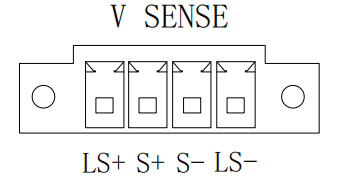 V SENSE
LS+ S+ S- LS-